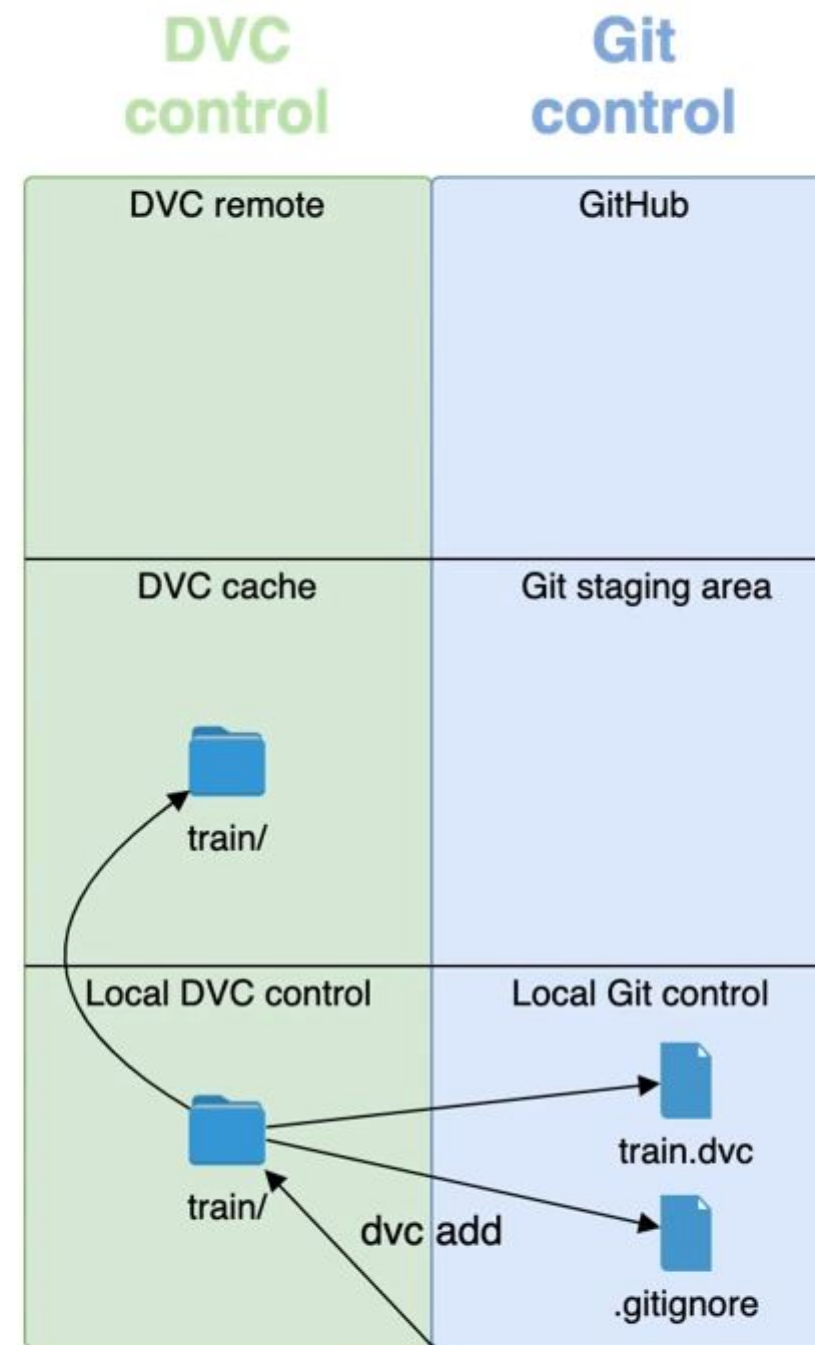 DVC
control
Git
control
DVC remote
GitHub
DVC cache
Git staging area
train/
Local DVC control
Local Git control
train.dvc
train/
dvc add
.gitignore